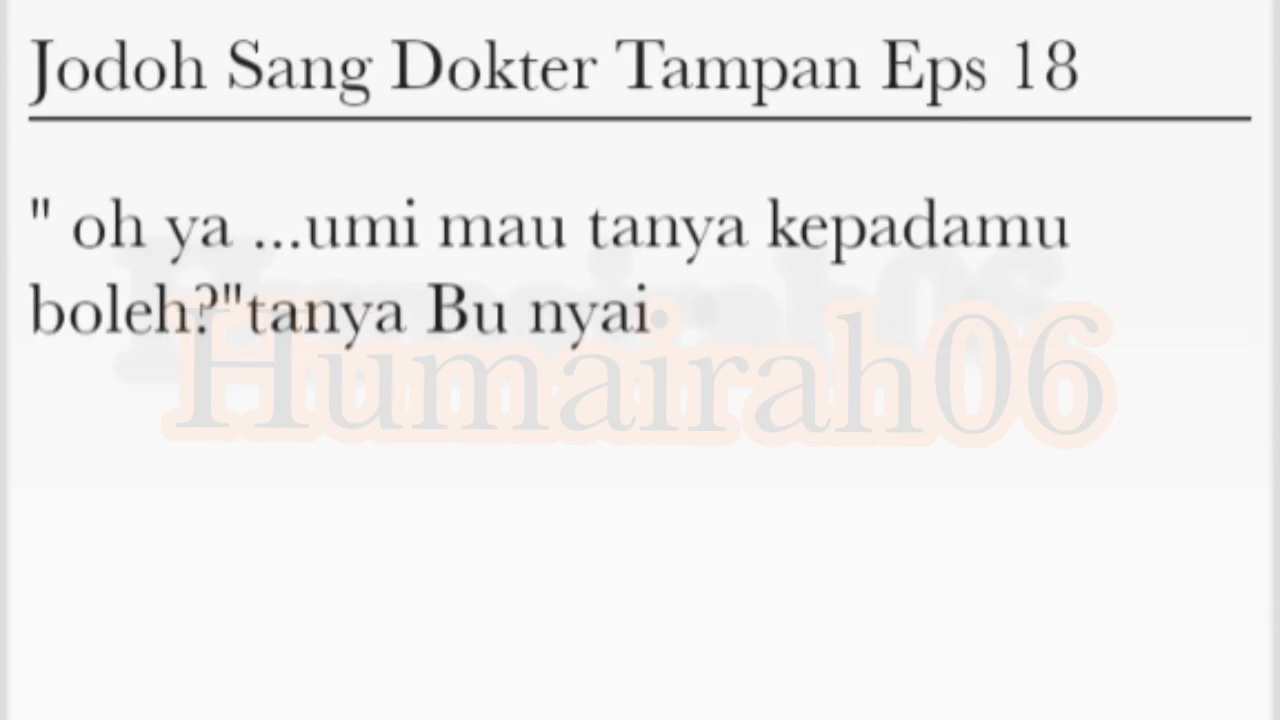 Jodoh Sang Dokter Tampan Eps 18
" oh ya ...umi mau tanya kepadamu
boleh?"tanya Bu nyai
Humairah06